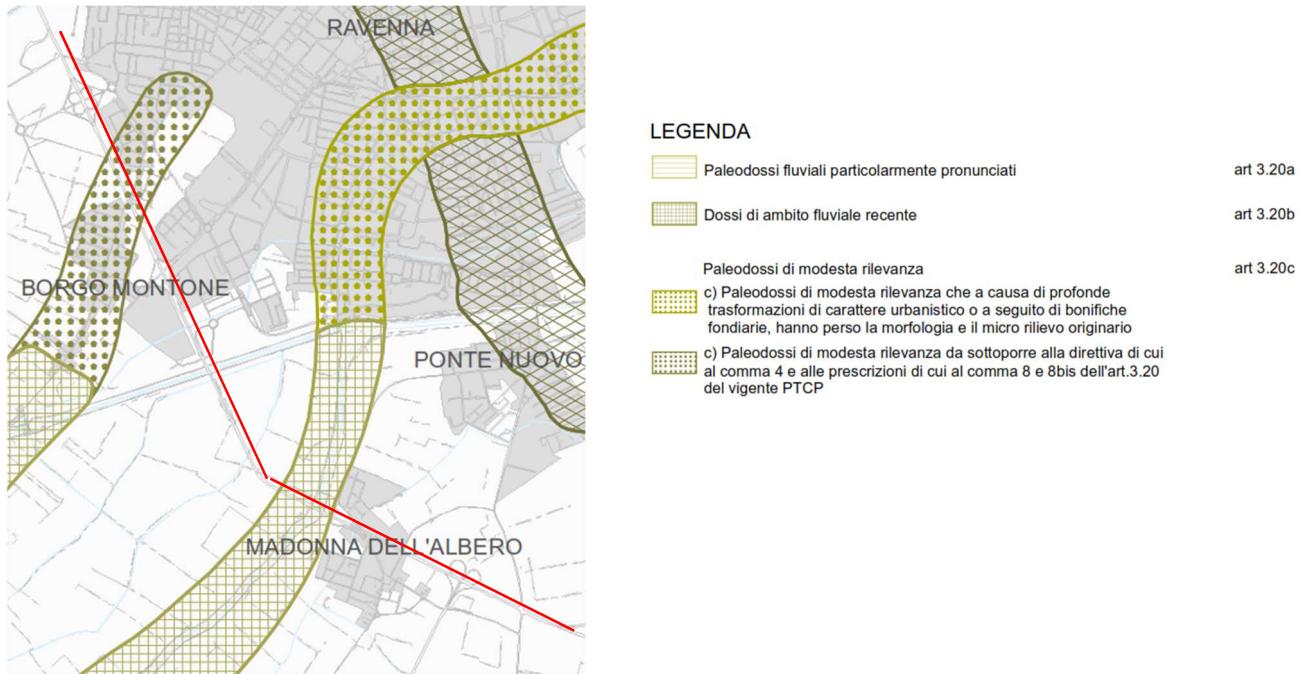 RAVENNA
BORGO MONTONE
PONTE NUOVO
MADONNA DELL'ALBERO
LEGENDA
Paleodossi fluviali particolarmente pronunciati art 3.20a
Dossi di ambito fluviale recente art 3.20b
Paleodossi di modesta rilevanza art 3.20c
c) Paleodossi di modesta rilevanza che a causa di profonde
trasformazioni di carattere urbanistico o a seguito di bonifiche
fondiarie, hanno perso la morfologia e il micro rilievo originario
c) Paleodossi di modesta rilevanza da sottoporre alla direttiva di cui
al comma 4 e alle prescrizioni di cui al comma 8 e 8bis dell'art.3.20
del vigente PTCP